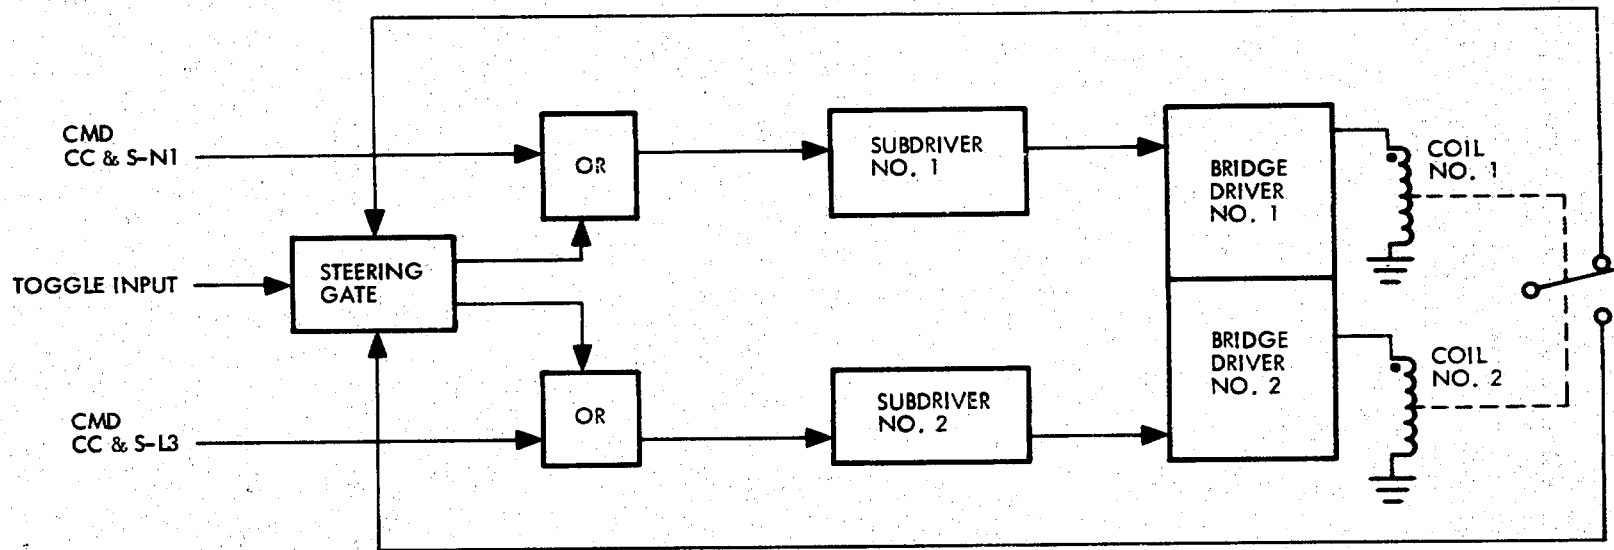 CMD
CC & S-N1
OR
SUBDRIVER
NO. 1
BRIDGE
DRIVER
NO. 1
COIL
NO. 1
TOGGLE INPUT
STEERING
GATE
BRIDGE
DRIVER
NO. 2
COIL
NO. 2
CMD
CC & S-L3
OR
SUBDRIVER
NO. 2